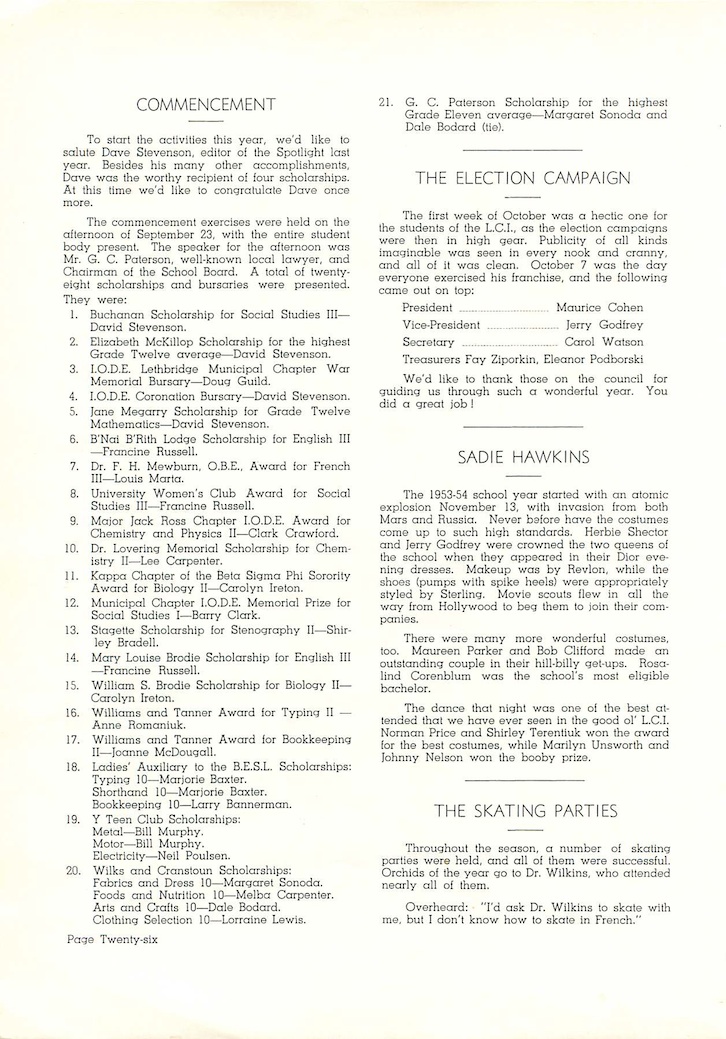 COMMENCEMENT
To start the activities this year, we'd like to
salute Dave Stevenson, editor of the Spotlight last
year. Besides his many other accomplishments,
Dave was the worthy recipient of four scholarships.
At this time we'd like to congratulate Dave once
more.
The commencement exercises were held on the
afternoon of September 23, with the entire student
body present. The speaker for the afternoon was
Mr. G. C. Paterson, well-known local lawyer, and
Chairman of the School Board. A total of twenty-
eight scholarships and bursaries were presented.
They were:
1. Buchanan Scholarship for Social Studies III—
David Stevenson.
2. Elizabeth McKillop Scholarship for the highest
Grade Twelve average—David Stevenson.
3. I.O.D.E. Lethbridge Municipal Chapter War
Memorial Bursary—Doug Guild.
4. I.O.D.E. Coronation Bursary—David Stevenson.
5. Jane Megarry Scholarship for Grade Twelve
Mathematics—David Stevenson.
6. B'Nai B'Rith Lodge Scholarship for English III
—Francine Russell.
7. Dr. F. H. Mewburn, O.B.E., Award for French
III—Louis Marta.
8. University Women's Club Award for Social
Studies III—Francine Russell.
9. Major Jack Ross Chapter I.O.D.E. Award for
Chemistry and Physics II—Clark Crawford.
10. Dr. Lovering Memorial Scholarship for Chem-
istry II—Lee Carpenter.
11. Kappa Chapter of the Beta Sigma Phi Sorority
Award for Biology II—Carolyn Ireton.
12. Municipal Chapter I.O.D.E. Memorial Prize for
Social Studies I—Barry Clark.
13. Stagette Scholarship for Stenography II—Shir-
ley Bradell.
14. Mary Louise Brodie Scholarship for English III
—Francine Russell.
15. William S. Brodie Scholarship for Biology II—
Carolyn Ireton.
16. Williams and Tanner Award for Typing II —
Anne Romaniuk.
17. Williams and Tanner Award for Bookkeeping
II—Joanne McDougall.
18. Ladies' Auxiliary to the B.E.S.L. Scholarships:
Typing 10—Marjorie Baxter.
Shorthand 10—Marjorie Baxter.
Bookkeeping 10—Larry Bannerman.
19. Y Teen Club Scholarships:
Metal—Bill Murphy.
Motor—Bill Murphy.
Electricity—Neil Poulsen.
20. Wilks and Cranstoun Scholarships:
Fabrics and Dress 10—Margaret Sonoda.
Foods and Nutrition 10—Melba Carpenter.
Arts and Crafts 10—Dale Bodard.
Clothing Selection 10—Lorraine Lewis.
Page Twenty-six
21. G. C. Paterson Scholarship for the highest
Grade Eleven average—Margaret Sonoda and
Dale Bodard (tie).
THE ELECTION CAMPAIGN
The first week of October was a hectic one for
the students of the L.C.I., as the election campaigns
were then in high gear. Publicity of all kinds
imaginable was seen in every nook and cranny,
and all of it was clean. October 7 was the day
everyone exercised his franchise, and the following
came out on top:
President ............................ Maurice Cohen
Vice-President ....................... Jerry Godfrey
Secretary .............................. Carol Watson
Treasurers Fay Ziporkin, Eleanor Podborski
We'd like to thank those on the council for
guiding us through such a wonderful year. You
did a great job!
SADIE HAWKINS
The 1953-54 school year started with an atomic
explosion November 13, with invasion from both
Mars and Russia. Never before have the costumes
come up to such high standards. Herbie Shector
and Jerry Godfrey were crowned the two queens of
the school when they appeared in their Dior eve-
ning dresses. Makeup was by Revlon, while the
shoes (pumps with spike heels) were appropriately
styled by Sterling. Movie scouts flew in all the
way from Hollywood to beg them to join their com-
panies.
There were many more wonderful costumes,
too. Maureen Parker and Bob Clifford made an
outstanding couple in their hill-billy get-ups. Rosa-
lind Corenblum was the school's most eligible
bachelor.
The dance that night was one of the best at-
tended that we have ever seen in the good ol' L.C.I.
Norman Price and Shirley Terentiuk won the award
for the best costumes, while Marilyn Unsworth and
Johnny Nelson won the booby prize.
THE SKATING PARTIES
Throughout the season, a number of skating
parties were held, and all of them were successful.
Orchids of the year go to Dr. Wilkins, who attended
nearly all of them.
Overheard: "I'd ask Dr. Wilkins to skate with
me, but I don't know how to skate in French."